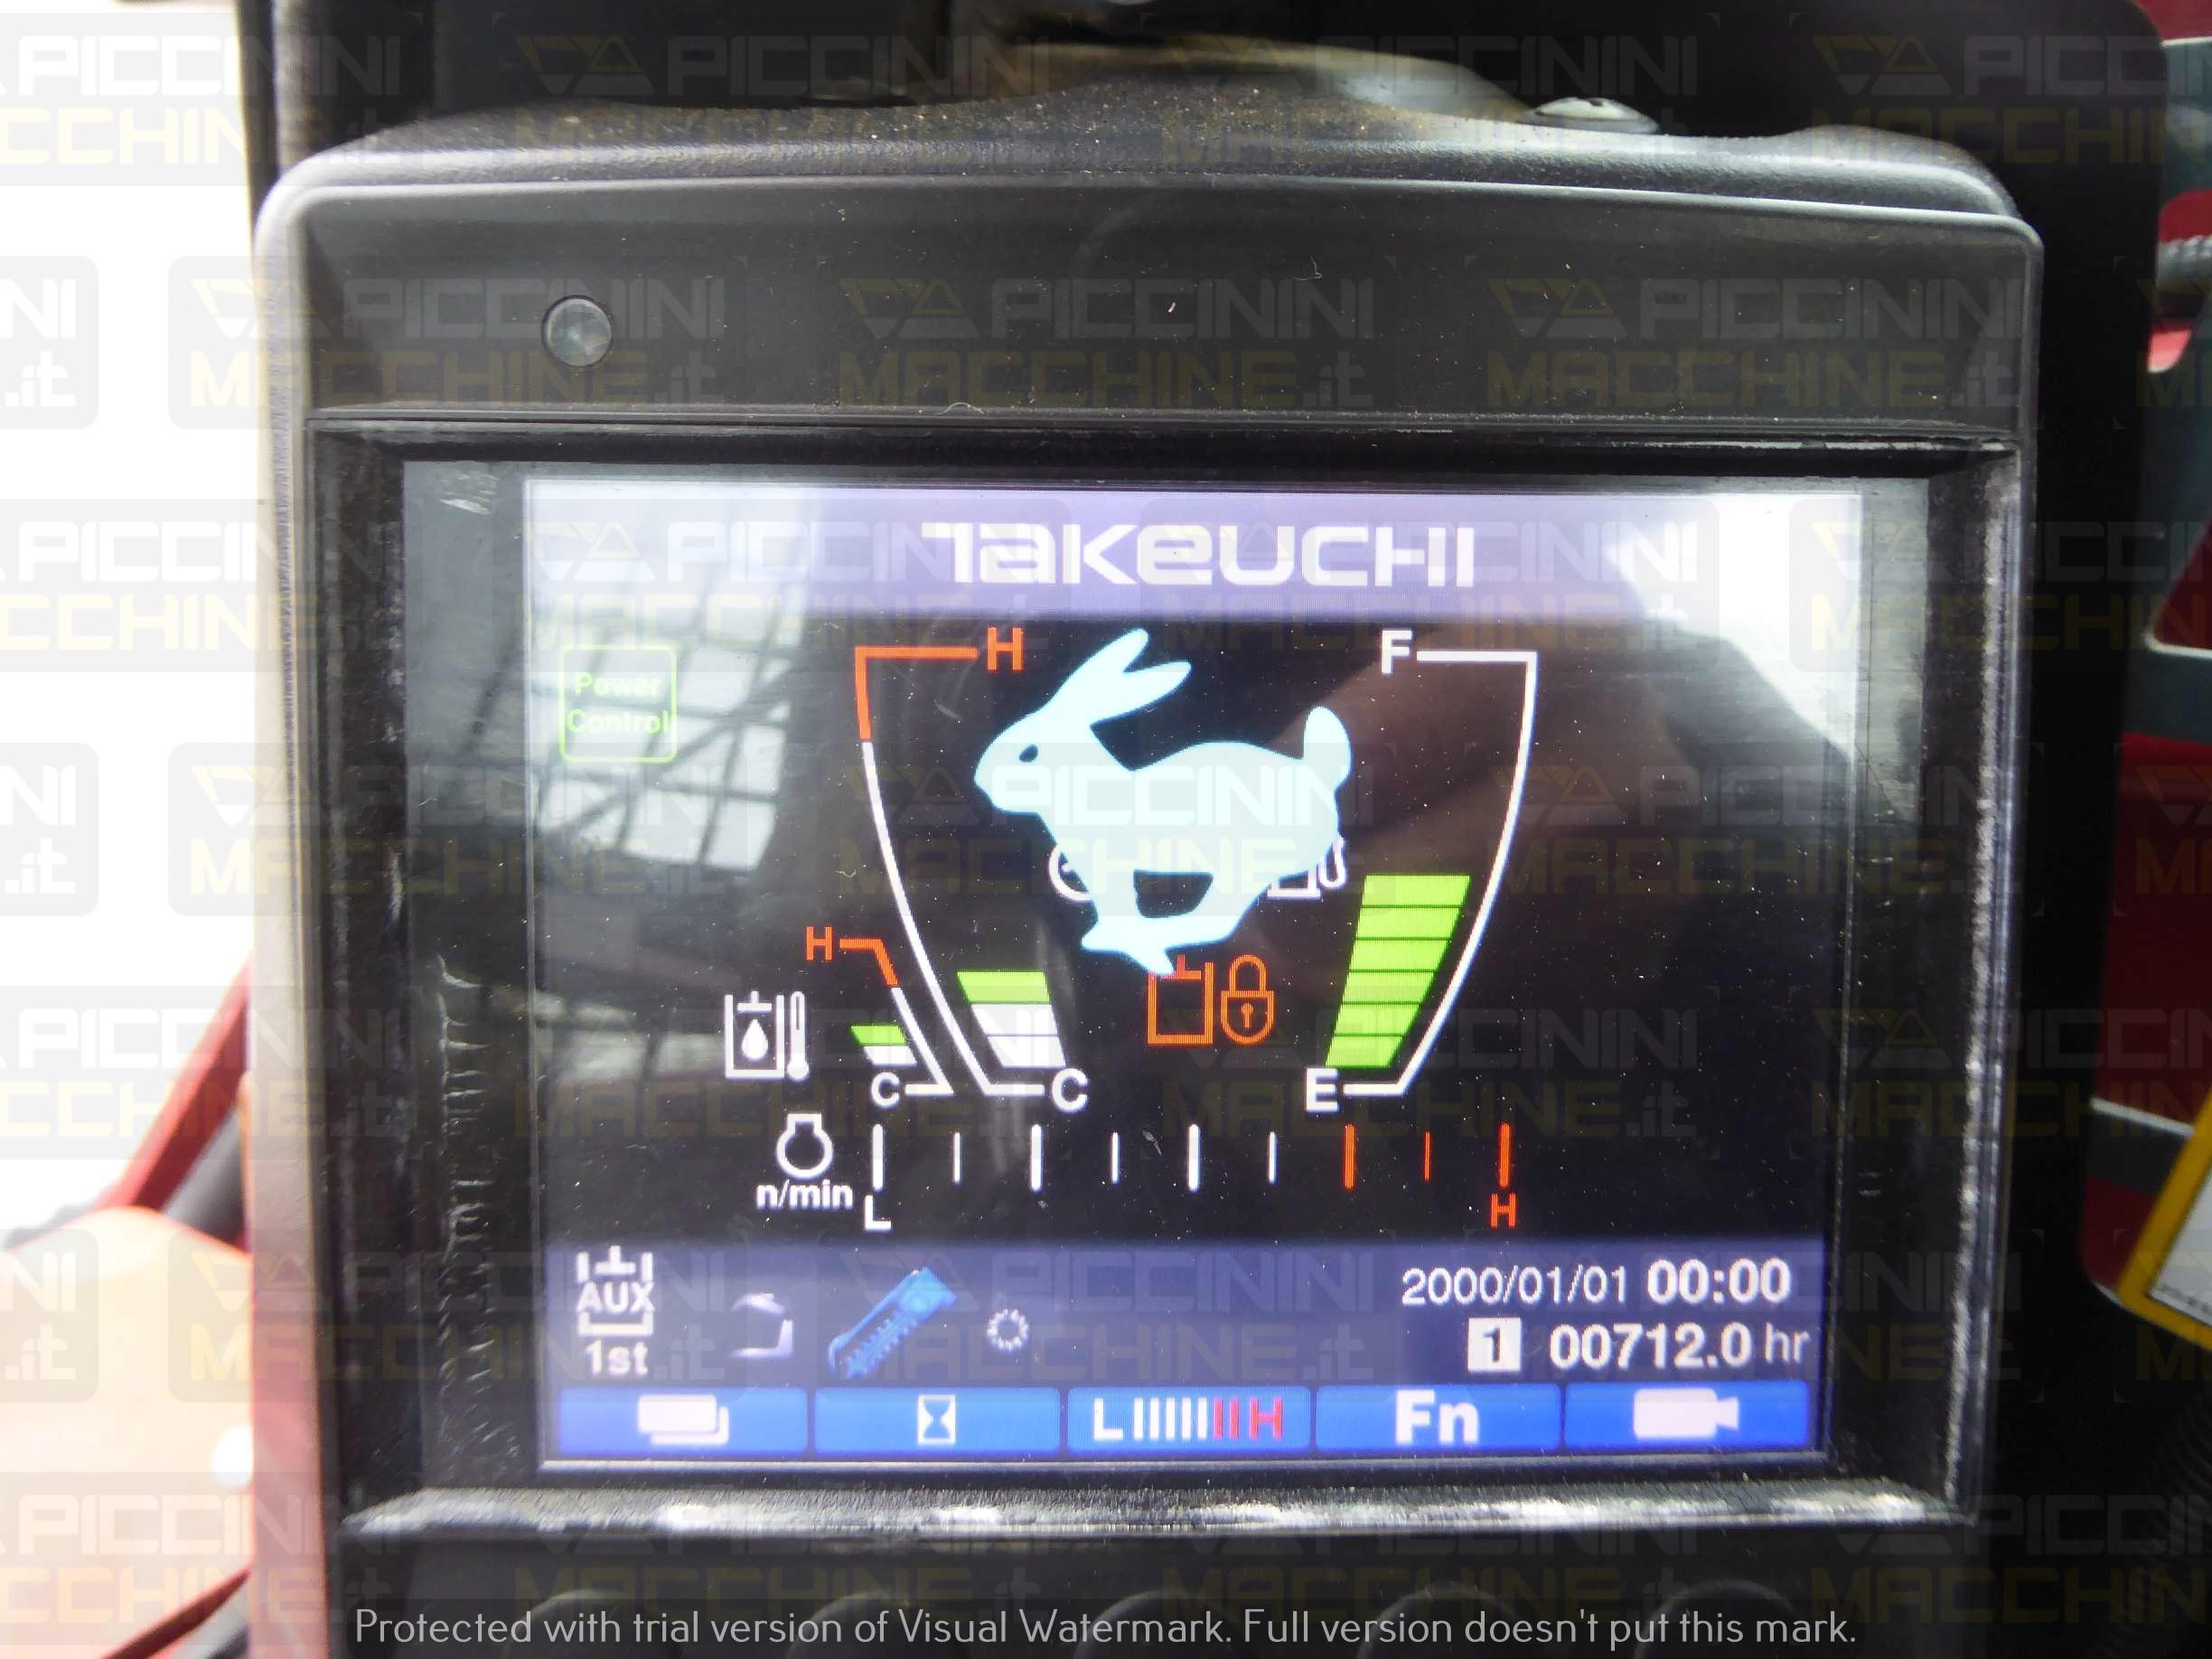 TAKEUCHI
Power
Control
H
F
H
C
C
E
n/min
L
H
AUX
1st
2000/01/01 00:00
1 00712.0 hr
L H
Fn
PICCININI
MACCHINE.it
Protected with trial version of Visual Watermark. Full version doesn't put this mark.